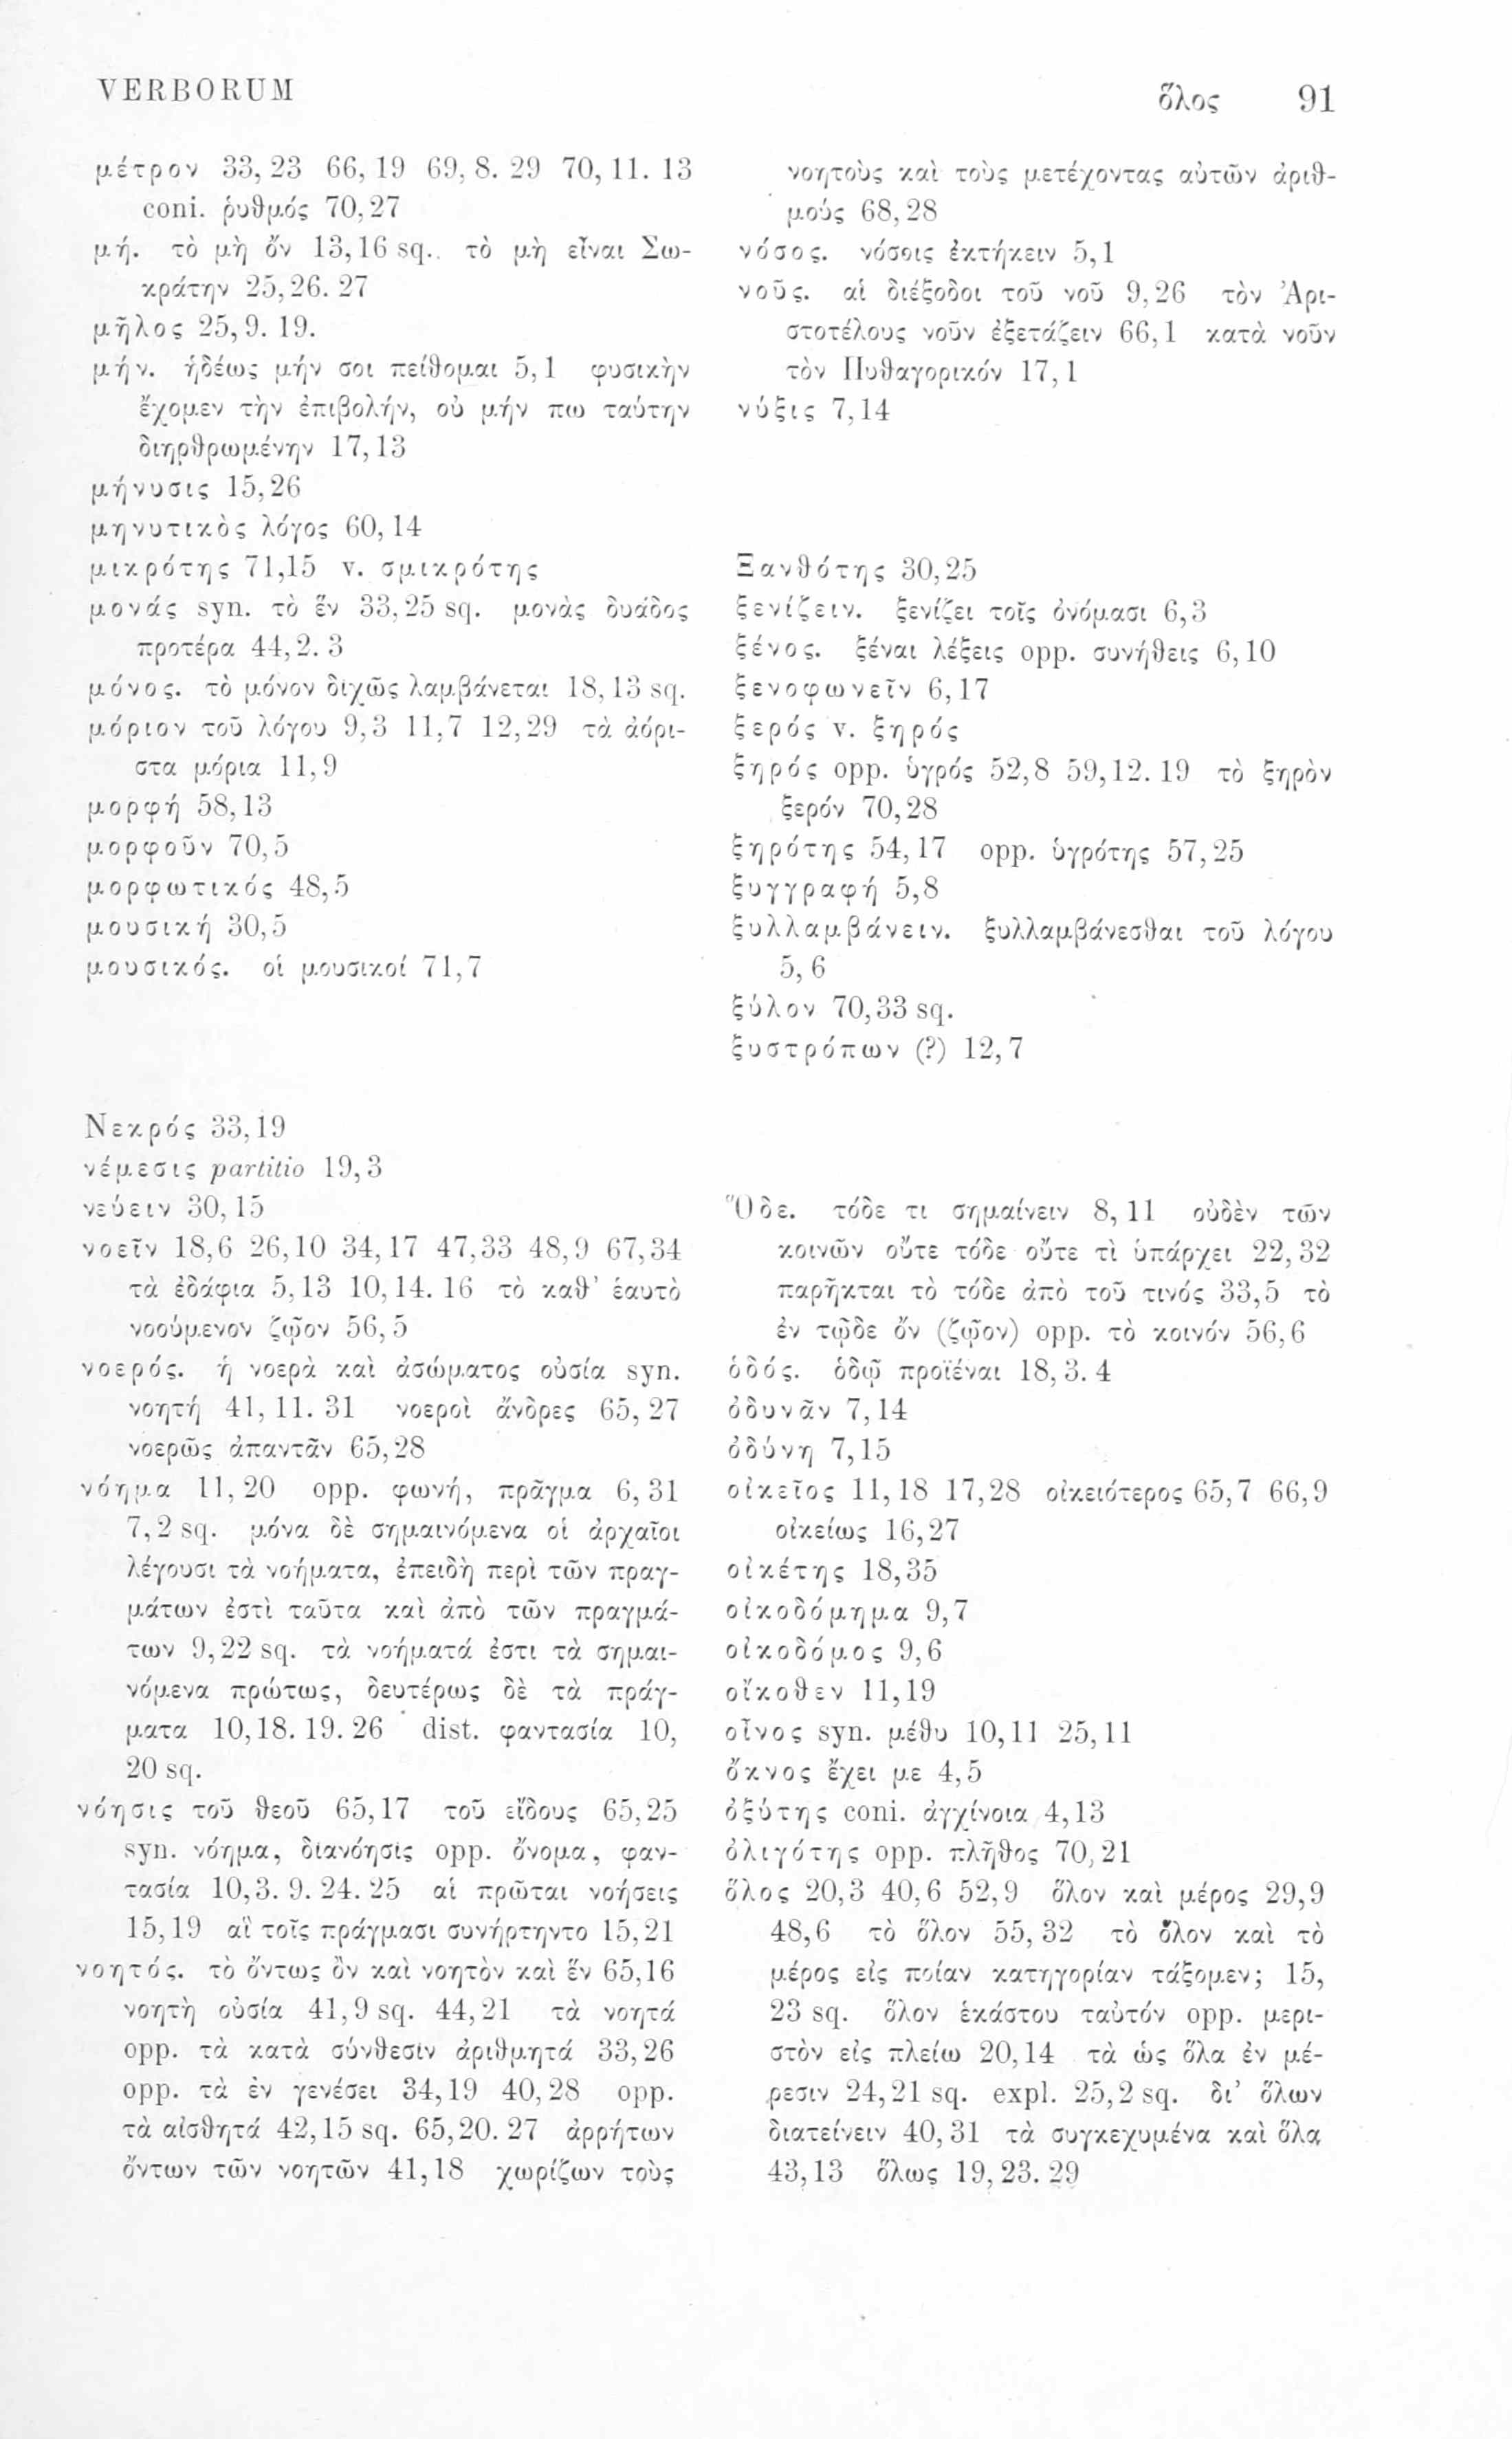 VERBORUM
ὅλος 91
μέτρον 33, 23 66, 19 69, 8. 29 70, 11. 13
coni. ῥυθμός 70, 27
μή. τὸ μὴ ὄν 13, 16 sq. τὸ μὴ εἶναι Σω-
κράτην 25, 26. 27
μῆλος 25, 9. 19.
μήν. ἡδέως μήν σοι πείθομαι 5, 1 φυσικὴν
ἔχομεν τὴν ἐπιβολήν, οὐ μήν πω ταύτην
διηρθρωμένην 17, 13
μήνυσις 15, 26
μηνυτικὸς λόγος 60, 14
μικρότης 71,15 v. σμικρότης
μονάς syn. τὸ ἕν 33, 25 sq. μονὰς δυάδος
προτέρα 44, 2. 3
μόνος. τὸ μόνον διχῶς λαμβάνεται 18, 13 sq.
μόριον τοῦ λόγου 9,3 11,7 12,29 τὰ ἀόρι-
στα μόρια 11, 9
μορφή 58, 13
μορφοῦν 70, 5
μορφωτικός 48, 5
μουσική 30, 5
μουσικός. οἱ μουσικοί 71, 7
Νεκρός 33, 19
νέμεσις partitio 19, 3
νεύειν 30, 15
νοεῖν 18,6 26,10 34,17 47,33 48,9 67,34
τὰ ἐδάφια 5, 13 10, 14. 16 τὸ καθ’ ἑαυτὸ
νοούμενον ζῷον 56, 5
νοερός. ἡ νοερὰ καὶ ἀσώματος οὐσία syn.
νοητή 41, 11. 31 νοεροὶ ἄνδρες 65, 27
νοερῶς ἀπαντᾶν 65, 28
νόημα 11, 20 opp. φωνή, πρᾶγμα 6, 31
7, 2 sq. μόνα δὲ σημαινόμενα οἱ ἀρχαῖοι
λέγουσι τὰ νοήματα, ἐπειδὴ περὶ τῶν πραγ-
μάτων ἐστὶ ταῦτα καὶ ἀπὸ τῶν πραγμά-
των 9, 22 sq. τὰ νοήματά ἐστι τὰ σημαι-
νόμενα πρώτως, δευτέρως δὲ τὰ πράγ-
ματα 10, 18. 19. 26 dist. φαντασία 10,
20 sq.
νόησις τοῦ θεοῦ 65, 17 τοῦ εἴδους 65, 25
syn. νόημα, διανόησις opp. ὄνομα, φαν-
τασία 10, 3. 9. 24. 25 αἱ πρῶται νοήσεις
15, 19 αἳ τοῖς πράγμασι συνήρτηντο 15, 21
νοητός. τὸ ὄντως ὂν καὶ νοητὸν καὶ ἕν 65, 16
νοητὴ οὐσία 41, 9 sq. 44, 21 τὰ νοητά
opp. τὰ κατὰ σύνθεσιν ἀριθμητά 33, 26
opp. τὰ ἐν γενέσει 34, 19 40, 28 opp.
τὰ αἰσθητά 42, 15 sq. 65, 20. 27 ἀρρήτων
ὄντων τῶν νοητῶν 41, 18 χωρίζων τοὺς
νοητοὺς καὶ τοὺς μετέχοντας αὐτῶν ἀριθ-
μούς 68, 28
νόσος. νόσοις ἐκτήκειν 5, 1
νοῦς. αἱ διέξοδοι τοῦ νοῦ 9, 26 τὸν Ἀρι-
στοτέλους νοῦν ἐξετάζειν 66, 1 κατὰ νοῦν
τὸν Πυθαγορικόν 17, 1
νύξις 7, 14
Ξανθότης 30, 25
ξενίζειν. ξενίζει τοῖς ὀνόμασι 6, 3
ξένος. ξέναι λέξεις opp. συνήθεις 6, 10
ξενοφωνεῖν 6, 17
ξερός v. ξηρός
ξηρός opp. ὑγρός 52, 8 59, 12. 19 τὸ ξηρὸν
ξερόν 70, 28
ξηρότης 54, 17 opp. ὑγρότης 57, 25
ξυγγραφή 5, 8
ξυλλαμβάνειν. ξυλλαμβάνεσθαι τοῦ λόγου
5, 6
ξύλον 70, 33 sq.
ξυστρόπων (?) 12, 7
Ὅδε. τόδε τι σημαίνειν 8, 11 οὐδὲν τῶν
κοινῶν οὔτε τόδε οὔτε τὶ ὑπάρχει 22, 32
παρῆκται τὸ τόδε ἀπὸ τοῦ τινός 33, 5 τὸ
ἐν τῷδε ὄν (ζῷον) opp. τὸ κοινόν 56, 6
ὁδός. ὁδῷ προϊέναι 18, 3. 4
ὀδυνᾶν 7, 14
ὀδύνη 7, 15
οἰκεῖος 11, 18 17, 28 οἰκειότερος 65, 7 66, 9
οἰκείως 16, 27
οἰκέτης 18, 35
οἰκοδόμημα 9, 7
οἰκοδόμος 9, 6
οἴκοθεν 11, 19
οἶνος syn. μέθυ 10, 11 25, 11
ὄκνος ἔχει με 4, 5
ὀξύτης coni. ἀγχίνοια 4, 13
ὀλιγότης opp. πλῆθος 70, 21
ὅλος 20, 3 40, 6 52, 9 ὅλον καὶ μέρος 29, 9
48, 6 τὸ ὅλον 55, 32 τὸ ὅλον καὶ τὸ
μέρος εἰς ποίαν κατηγορίαν τάξομεν; 15,
23 sq. ὅλον ἑκάστου ταὐτόν opp. μερι-
στὸν εἰς πλείω 20, 14 τὰ ὡς ὅλα ἐν μέ-
ρεσιν 24, 21 sq. expl. 25, 2 sq. δι’ ὅλων
διατείνειν 40, 31 τὰ συγκεχυμένα καὶ ὅλα
43, 13 ὅλως 19, 23. 29